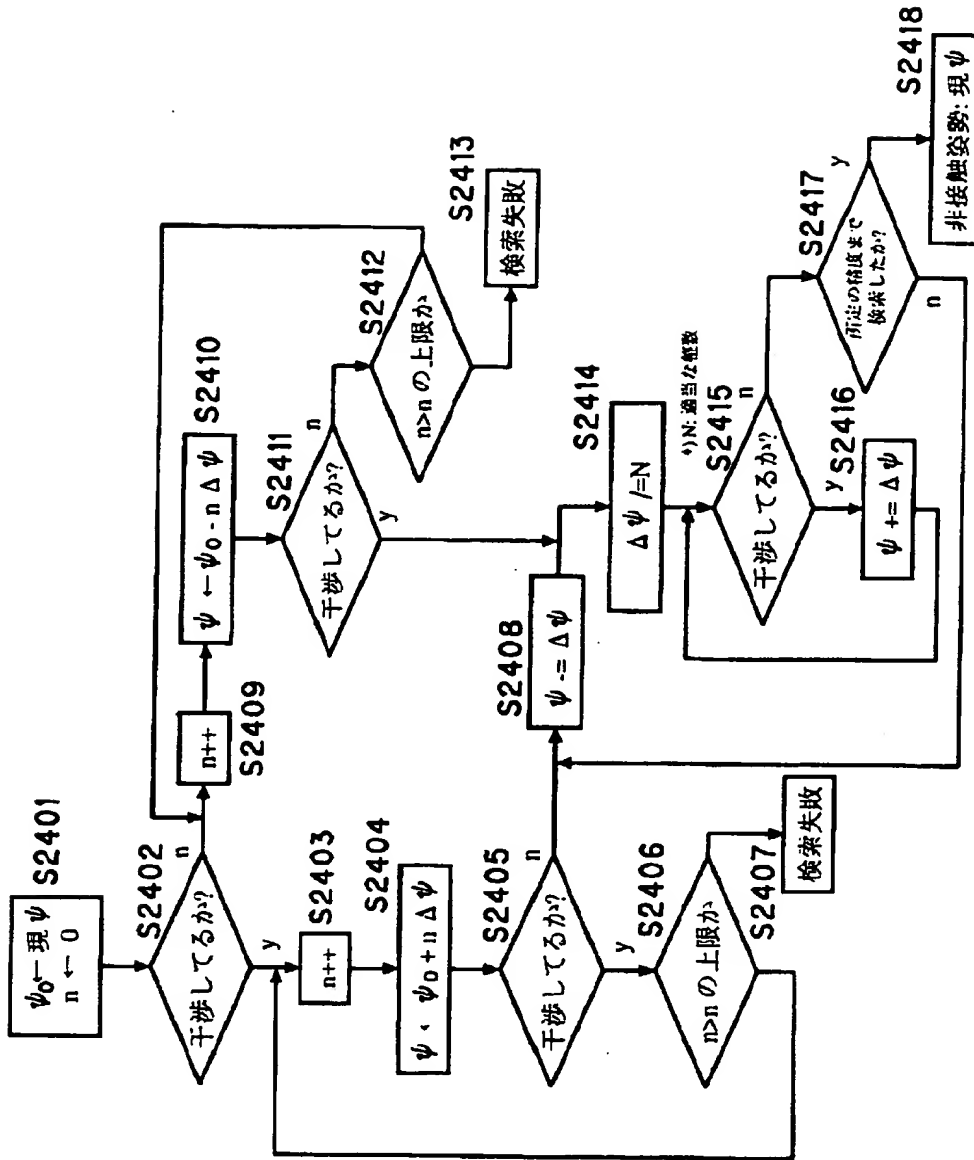 S2401
ψ0←現ψ
n ← 0
S2402
干渉してるか?
n
y
S2403
n++
S2404
ψ ‹ ψ0 + n Δψ
S2405
干渉してるか?
n
y
S2406
n>n の上限か
S2407
検索失敗
S2408
ψ -= Δψ
n++
S2409
S2410
ψ ← ψ0 - n Δψ
S2411
干渉してるか?
n
y
S2412
n>n の上限か
S2413
検索失敗
S2414
Δψ /=N
*) N: 適当な整数
S2415
干渉してるか?
n
y
S2416
ψ += Δψ
S2417
所定の精度まで
検索したか?
y
n
S2418
非接触姿勢: 現ψ